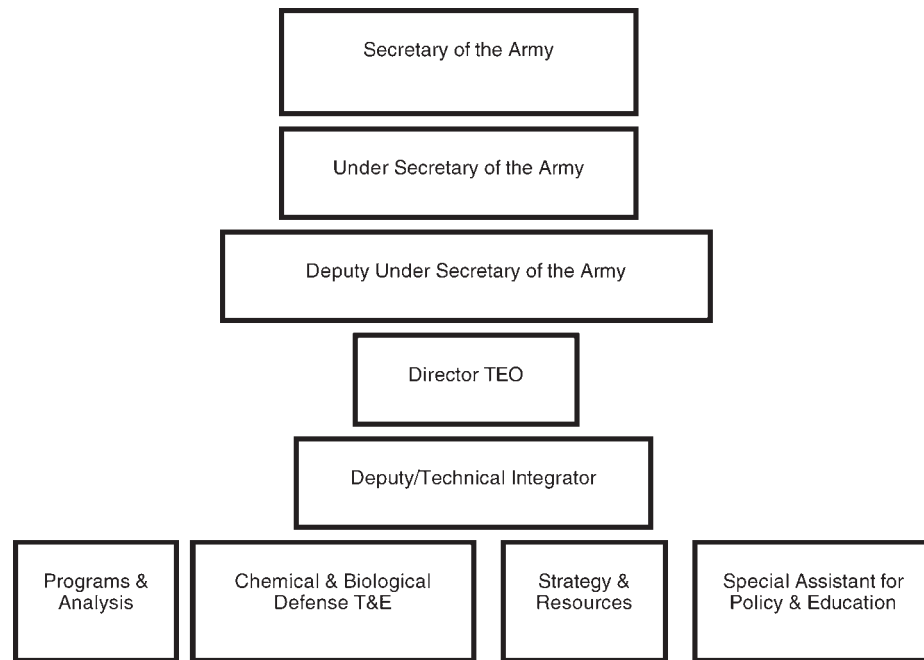 Secretary of the Army
Under Secretary of the Army
Deputy Under Secretary of the Army
Director TEO
Deputy/Technical Integrator
Programs &
Analysis
Chemical & Biological
Defense T&E
Strategy &
Resources
Special Assistant for
Policy & Education